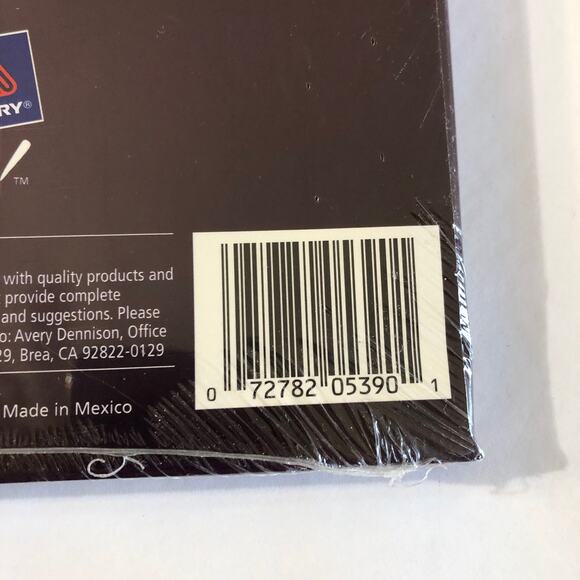 RY®
™
with quality products and
provide complete
and suggestions. Please
o: Avery Dennison, Office
29, Brea, CA 92822-0129
Made in Mexico
0 72782 05390 1